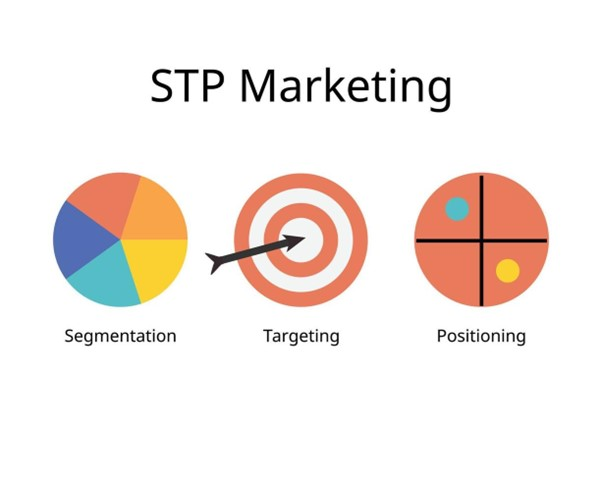 STP Marketing
Segmentation
Targeting
Positioning